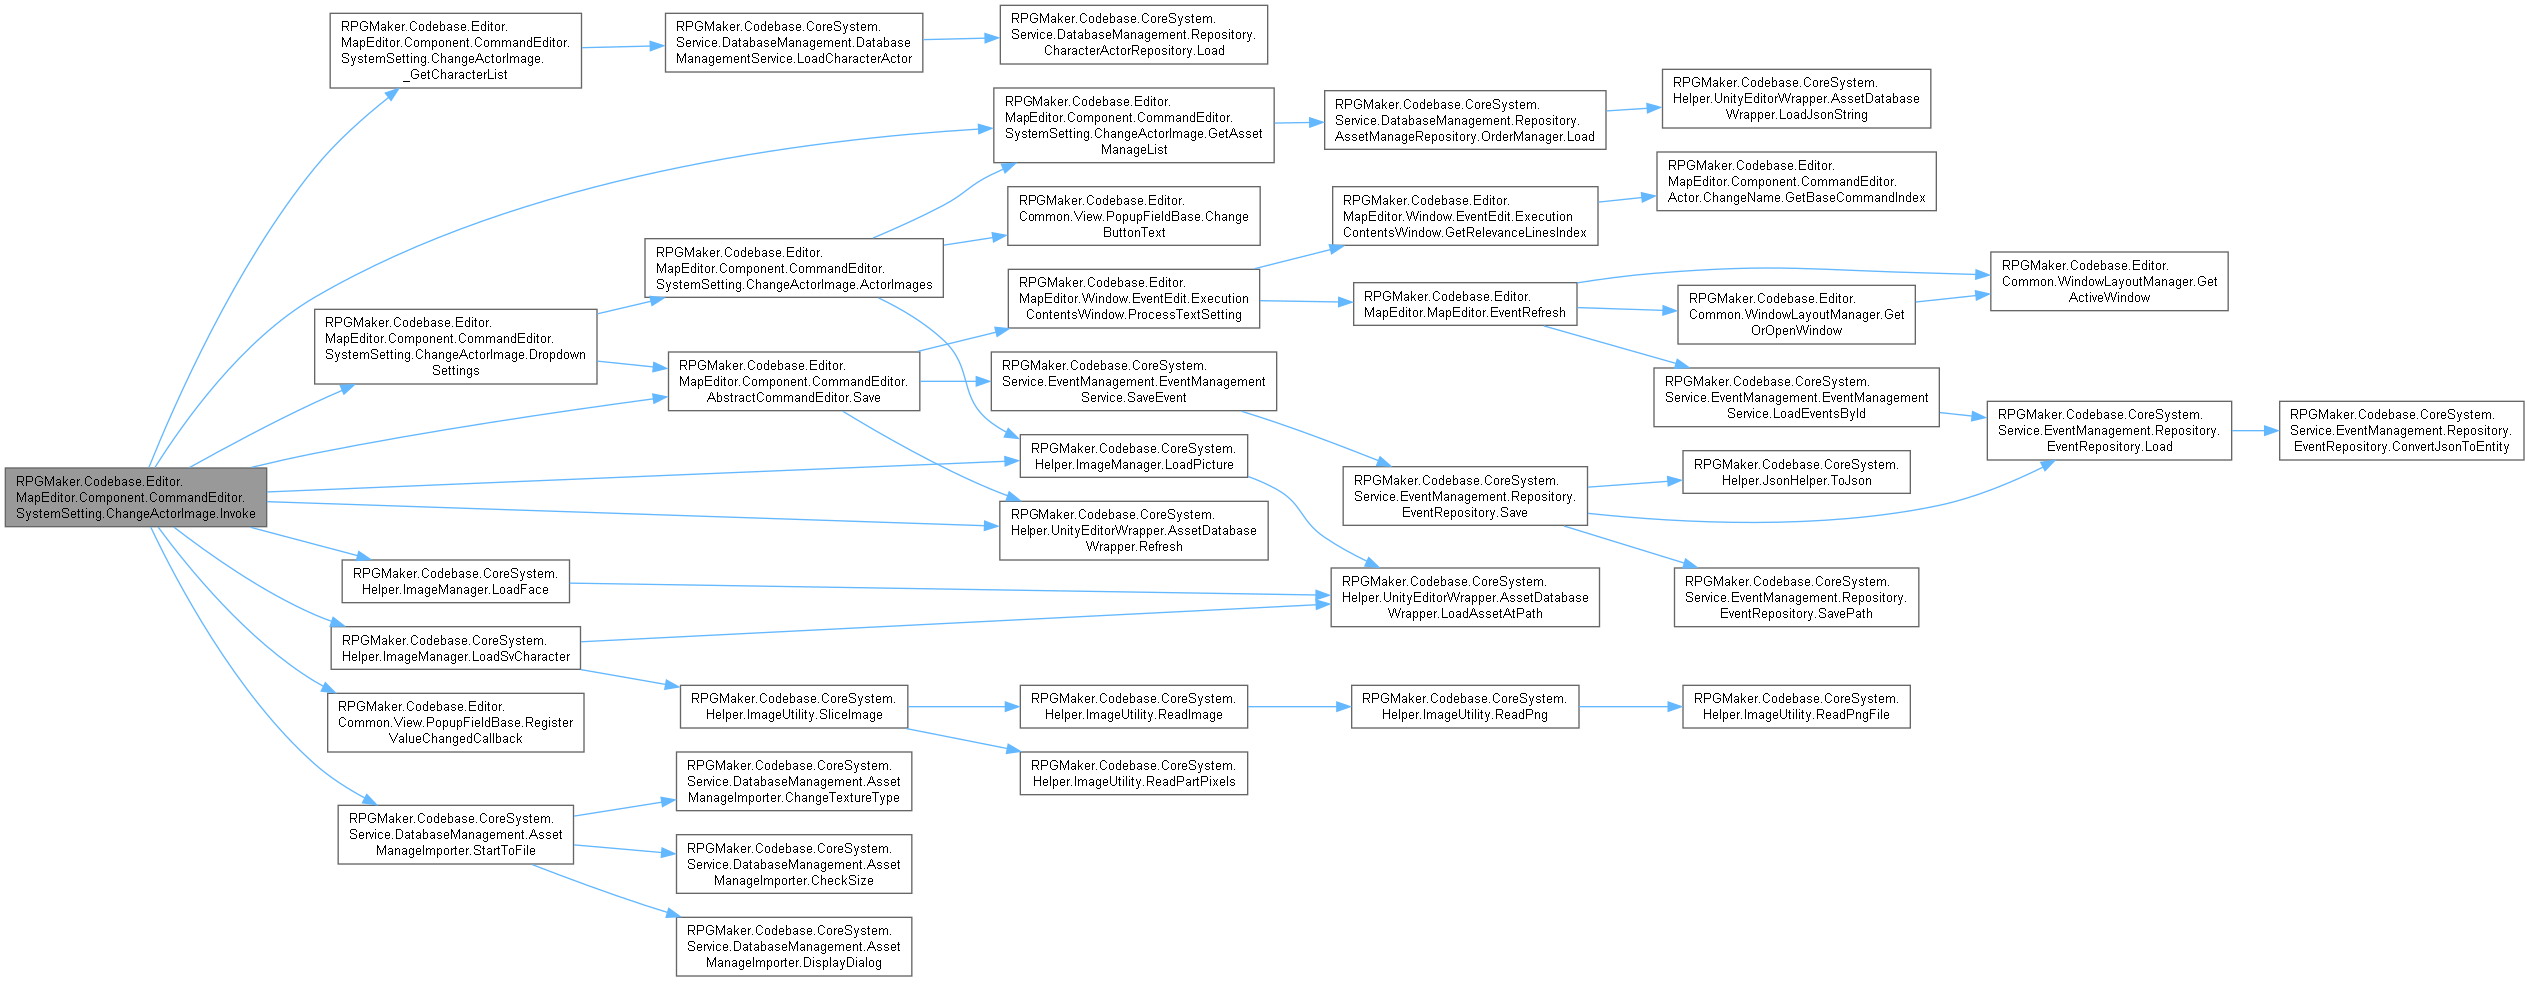 RPGMaker.Codebase.Editor.
MapEditor.Component.CommandEditor.
SystemSetting.ChangeActorImage.Invoke
RPGMaker.Codebase.Editor.
MapEditor.Component.CommandEditor.
SystemSetting.ChangeActorImage.
_GetCharacterList
RPGMaker.Codebase.CoreSystem.
Service.DatabaseManagement.Database
ManagementService.LoadCharacterActor
RPGMaker.Codebase.CoreSystem.
Service.DatabaseManagement.Repository.
CharacterActorRepository.Load
RPGMaker.Codebase.Editor.
MapEditor.Component.CommandEditor.
SystemSetting.ChangeActorImage.GetAsset
ManageList
RPGMaker.Codebase.CoreSystem.
Service.DatabaseManagement.Repository.
AssetManageRepository.OrderManager.Load
RPGMaker.Codebase.CoreSystem.
Helper.UnityEditorWrapper.AssetDatabase
Wrapper.LoadJsonString
RPGMaker.Codebase.Editor.
MapEditor.Component.CommandEditor.
SystemSetting.ChangeActorImage.Dropdown
Settings
RPGMaker.Codebase.Editor.
MapEditor.Component.CommandEditor.
SystemSetting.ChangeActorImage.ActorImages
RPGMaker.Codebase.Editor.
Common.View.PopupFieldBase.Change
ButtonText
RPGMaker.Codebase.Editor.
MapEditor.Component.CommandEditor.
AbstractCommandEditor.Save
RPGMaker.Codebase.Editor.
MapEditor.Window.EventEdit.Execution
ContentsWindow.ProcessTextSetting
RPGMaker.Codebase.Editor.
MapEditor.Window.EventEdit.Execution
ContentsWindow.GetRelevanceLinesIndex
RPGMaker.Codebase.Editor.
MapEditor.Component.CommandEditor.
Actor.ChangeName.GetBaseCommandIndex
RPGMaker.Codebase.Editor.
MapEditor.MapEditor.EventRefresh
RPGMaker.Codebase.Editor.
Common.WindowLayoutManager.Get
ActiveWindow
RPGMaker.Codebase.Editor.
Common.WindowLayoutManager.Get
OrOpenWindow
RPGMaker.Codebase.CoreSystem.
Service.EventManagement.EventManagement
Service.LoadEventsById
RPGMaker.Codebase.CoreSystem.
Service.EventManagement.Repository.
EventRepository.Load
RPGMaker.Codebase.CoreSystem.
Service.EventManagement.Repository.
EventRepository.ConvertJsonToEntity
RPGMaker.Codebase.CoreSystem.
Service.EventManagement.EventManagement
Service.SaveEvent
RPGMaker.Codebase.CoreSystem.
Service.EventManagement.Repository.
EventRepository.Save
RPGMaker.Codebase.CoreSystem.
Helper.JsonHelper.ToJson
RPGMaker.Codebase.CoreSystem.
Service.EventManagement.Repository.
EventRepository.SavePath
RPGMaker.Codebase.CoreSystem.
Helper.ImageManager.LoadPicture
RPGMaker.Codebase.CoreSystem.
Helper.UnityEditorWrapper.AssetDatabase
Wrapper.Refresh
RPGMaker.Codebase.CoreSystem.
Helper.ImageManager.LoadFace
RPGMaker.Codebase.CoreSystem.
Helper.UnityEditorWrapper.AssetDatabase
Wrapper.LoadAssetAtPath
RPGMaker.Codebase.CoreSystem.
Helper.ImageManager.LoadSvCharacter
RPGMaker.Codebase.CoreSystem.
Helper.ImageUtility.SliceImage
RPGMaker.Codebase.CoreSystem.
Helper.ImageUtility.ReadImage
RPGMaker.Codebase.CoreSystem.
Helper.ImageUtility.ReadPng
RPGMaker.Codebase.CoreSystem.
Helper.ImageUtility.ReadPngFile
RPGMaker.Codebase.CoreSystem.
Helper.ImageUtility.ReadPartPixels
RPGMaker.Codebase.Editor.
Common.View.PopupFieldBase.Register
ValueChangedCallback
RPGMaker.Codebase.CoreSystem.
Service.DatabaseManagement.Asset
ManageImporter.StartToFile
RPGMaker.Codebase.CoreSystem.
Service.DatabaseManagement.Asset
ManageImporter.ChangeTextureType
RPGMaker.Codebase.CoreSystem.
Service.DatabaseManagement.Asset
ManageImporter.CheckSize
RPGMaker.Codebase.CoreSystem.
Service.DatabaseManagement.Asset
ManageImporter.DisplayDialog